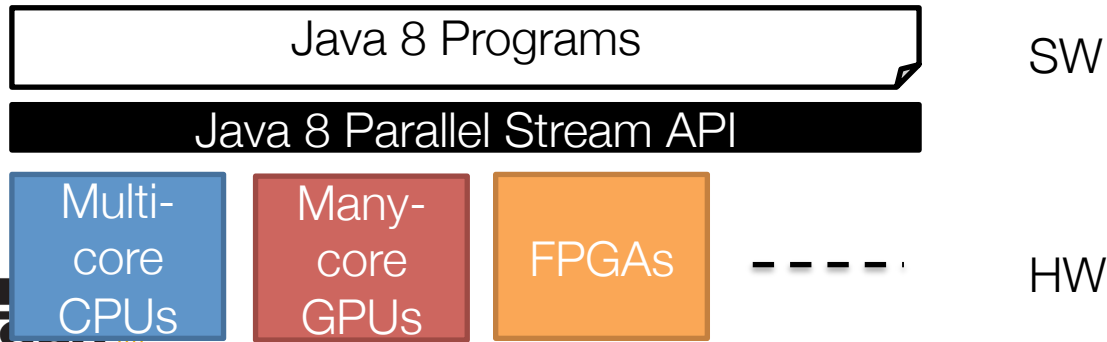 Java 8 Programs
SW
Java 8 Parallel Stream API
Multi-
core
CPUs
Many-
core
GPUs
FPGAs
HW